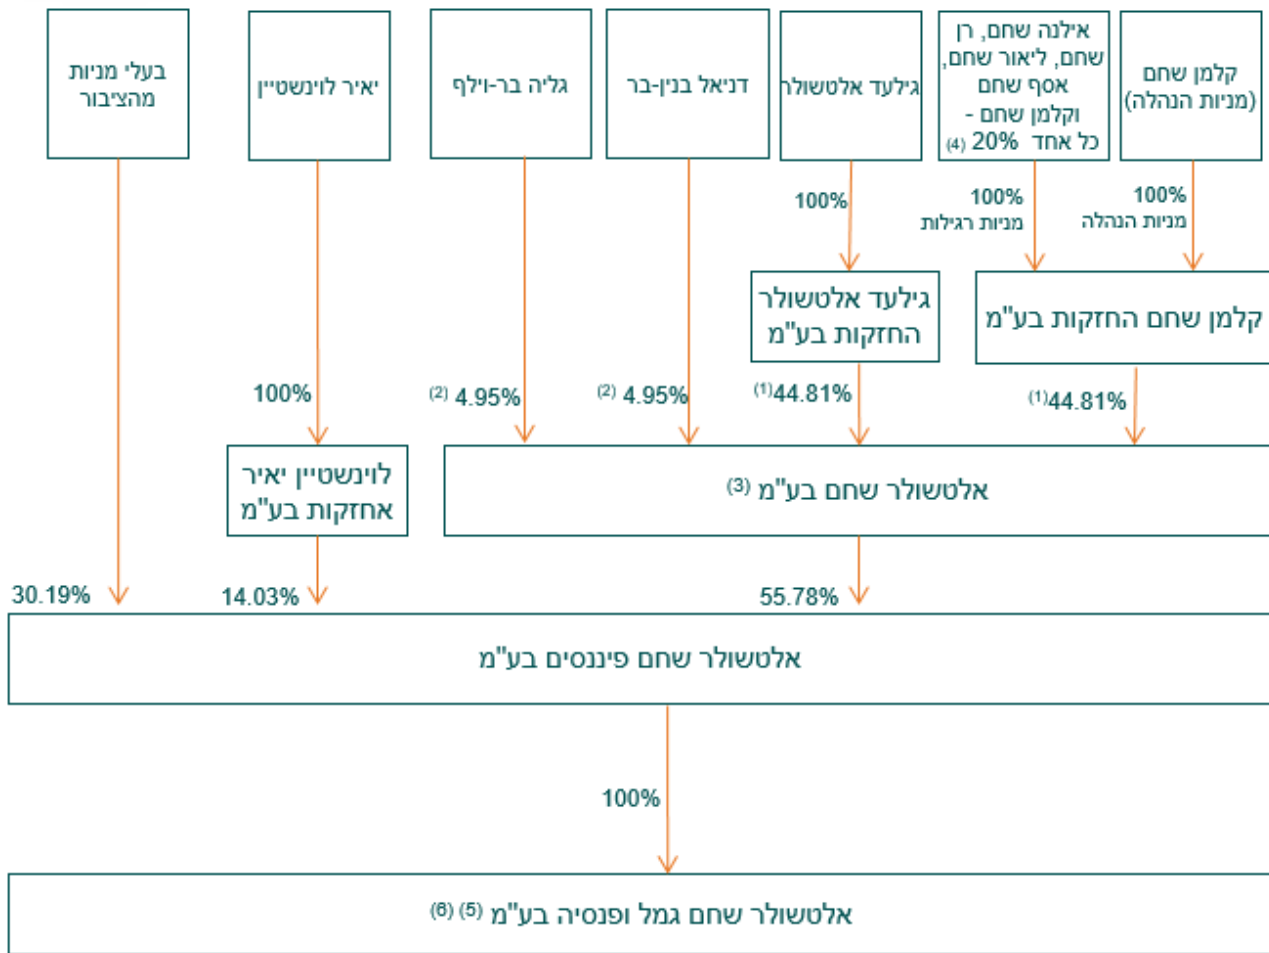 קלמן שחם
(מניות הנהלה)
אילנה שחם, רן
שחם, ליאור שחם,
אסף שחם
וקלמן שחם -
כל אחד 20% (4)
גילעד אלטשולר
דניאל בנין-בר
גליה בר-וילף
יאיר לוינשטיין
בעלי מניות
מהציבור
100%
מניות הנהלה
100%
מניות רגילות
100%
קלמן שחם החזקות בע"מ
גילעד אלטשולר
החזקות בע"מ
(1)44.81%
(1)44.81%
(2) 4.95%
(2) 4.95%
100%
אלטשולר שחם בע"מ (3)
לוינשטיין יאיר
אחזקות בע"מ
55.78%
14.03%
30.19%
אלטשולר שחם פיננסים בע"מ
100%
אלטשולר שחם גמל ופנסיה בע"מ (5) (6)